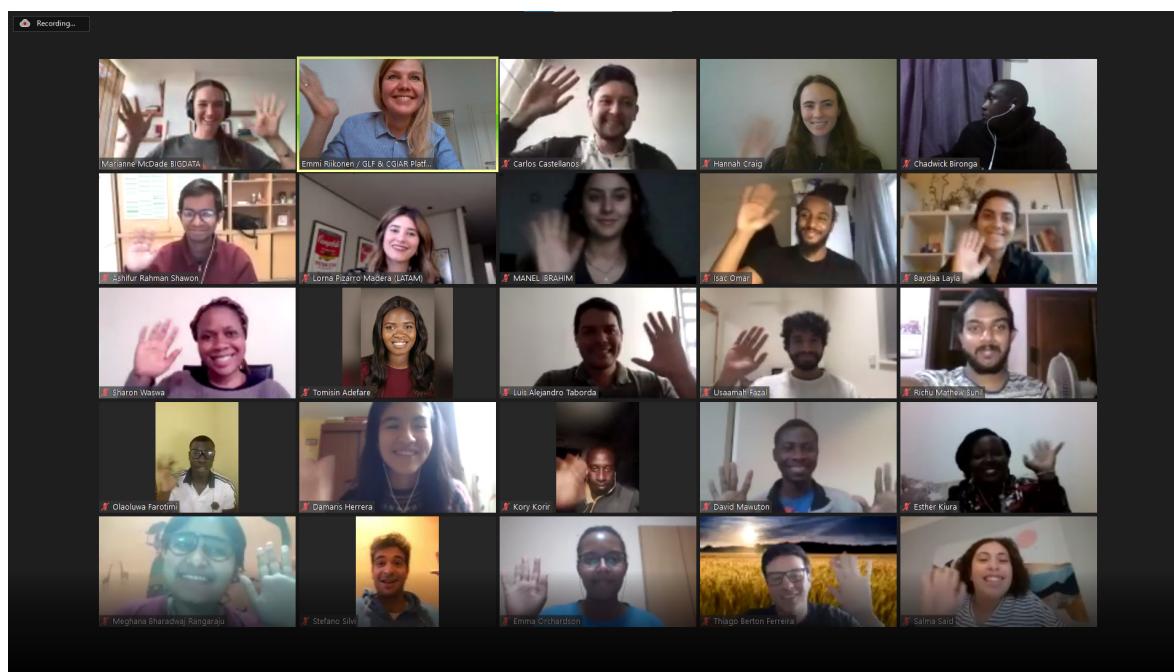 Recording...
Marianne McDade BIGDATA
Emmi Riikonen / GLF & CGIAR Platf...
Carlos Castellanos
Hannah Craig
Chadwick Bironga
Ashifur Rahman Shawon
Lorna Pizarro Madera (LATAM)
MANEL IBRAHIM
Isac Omar
Baydaa Layla
Sharon Waswa
Tomisin Adefare
Luis Alejandro Taborda
Usaamah Fazal
Richu Mathew Sunil
Olaoluwa Farotimi
Damaris Herrera
Kory Korir
David Mawuton
Esther Kiura
Meghana Bharadwaj Rangaraju
Stefano Silvi
Emma Orchardson
Thiago Berton Ferreira
Salma Said